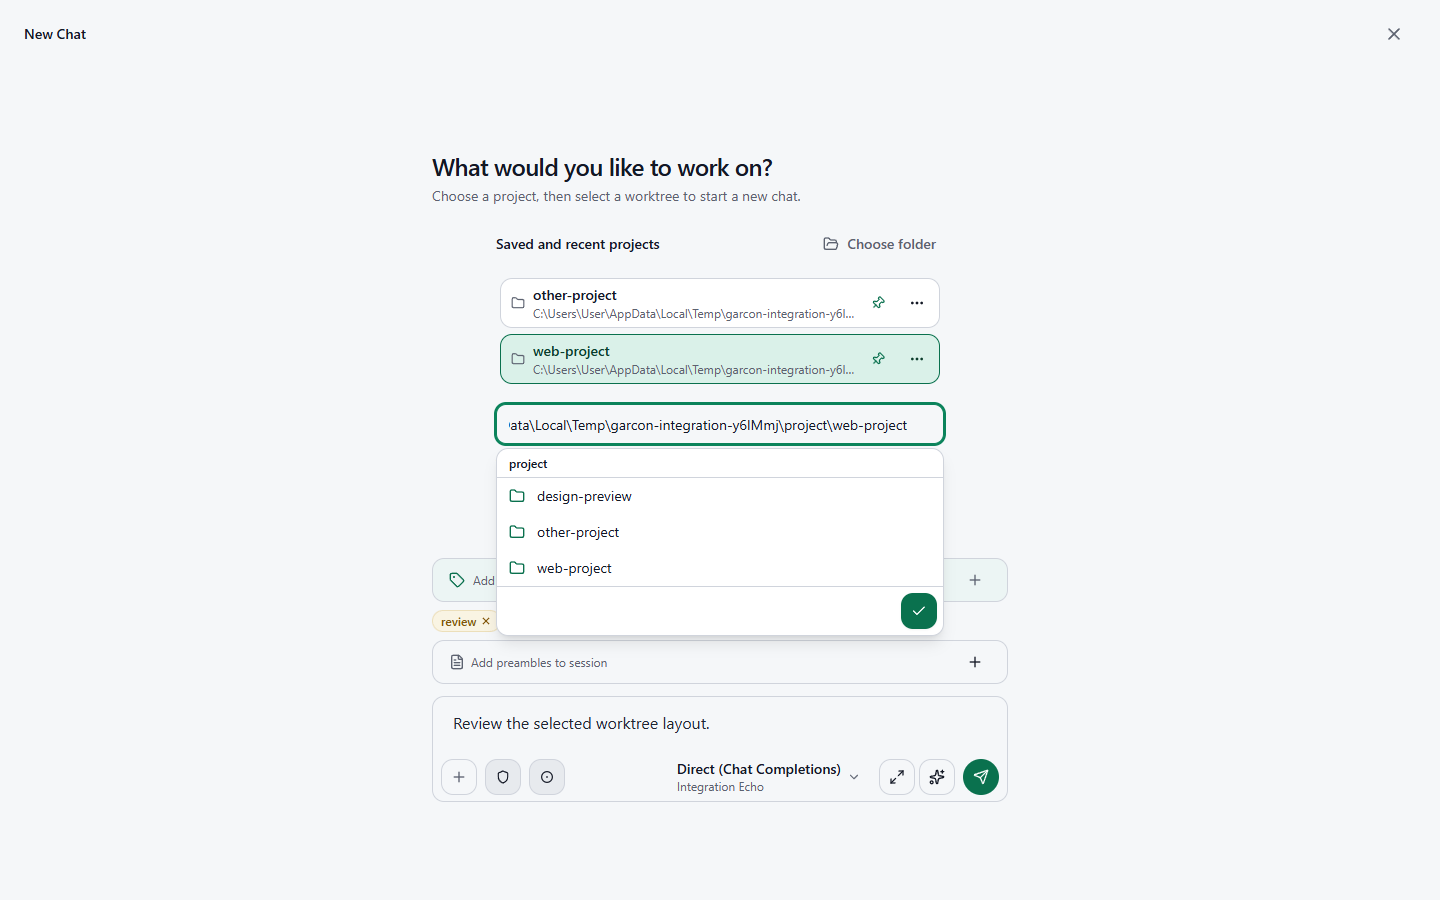 New Chat
What would you like to work on?
Choose a project, then select a worktree to start a new chat.
Saved and recent projects
Choose folder
other-project
C:\Users\User\AppData\Local\Temp\garcon-integration-y6l...
web-project
C:\Users\User\AppData\Local\Temp\garcon-integration-y6l...
ata\Local\Temp\garcon-integration-y6lMmj\project\web-project
project
design-preview
other-project
web-project
Add
review
Add preambles to session
Review the selected worktree layout.
Direct (Chat Completions)
Integration Echo